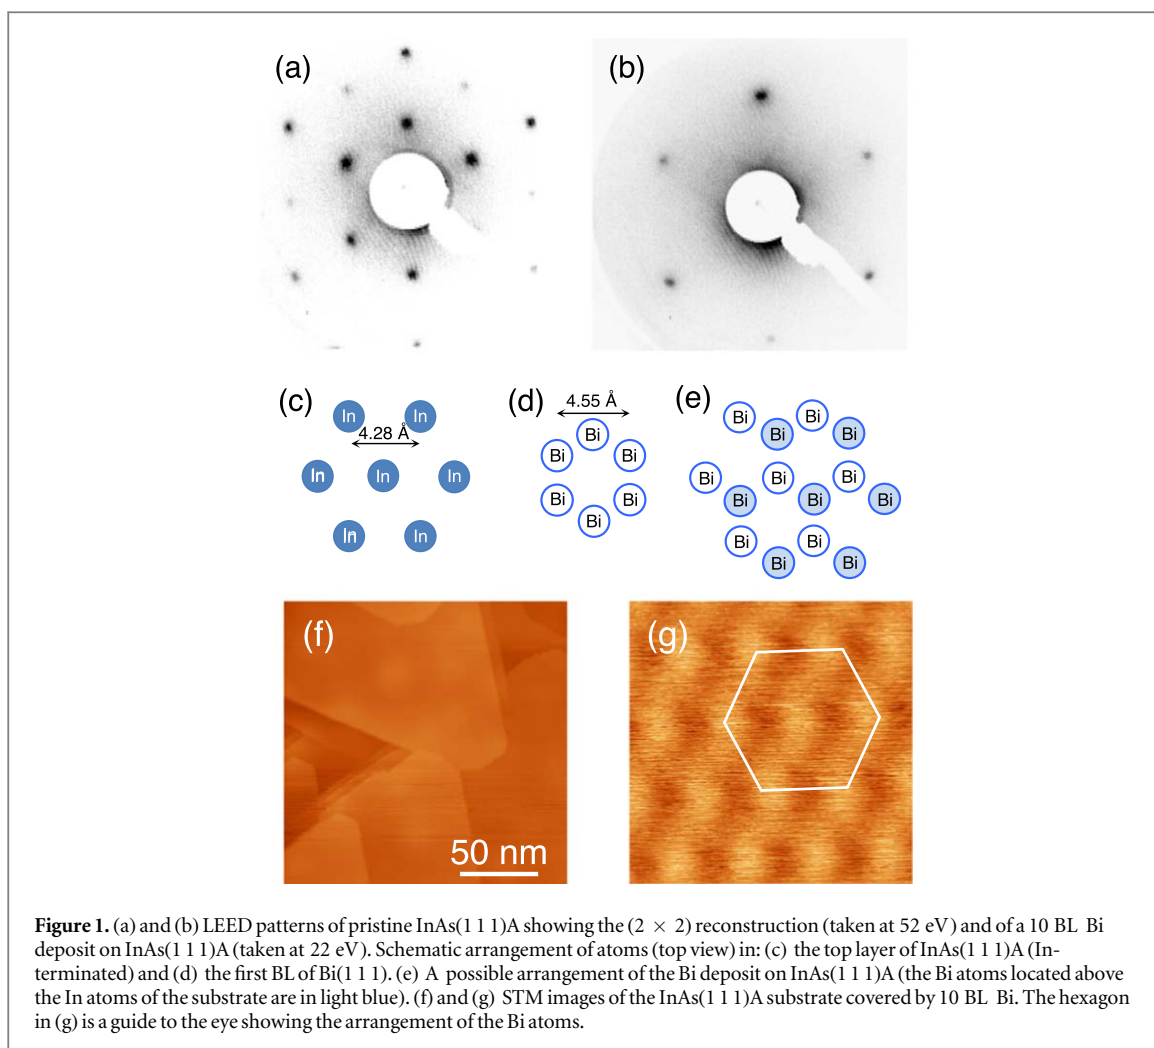 (a)
(b)
(c)
In In
4.28 Å
In In In
In In
(d)
4.55 Å
Bi
Bi Bi
Bi Bi
Bi
(e)
Bi Bi
Bi Bi
Bi Bi Bi
Bi Bi Bi
Bi Bi
Bi Bi
(f)
50 nm
(g)
Figure 1. (a) and (b) LEED patterns of pristine InAs(1 1 1)A showing the (2 × 2) reconstruction (taken at 52 eV) and of a 10 BL Bi
deposit on InAs(1 1 1)A (taken at 22 eV). Schematic arrangement of atoms (top view) in: (c) the top layer of InAs(1 1 1)A (In-
terminated) and (d) the first BL of Bi(1 1 1). (e) A possible arrangement of the Bi deposit on InAs(1 1 1)A (the Bi atoms located above
the In atoms of the substrate are in light blue). (f) and (g) STM images of the InAs(1 1 1)A substrate covered by 10 BL Bi. The hexagon
in (g) is a guide to the eye showing the arrangement of the Bi atoms.